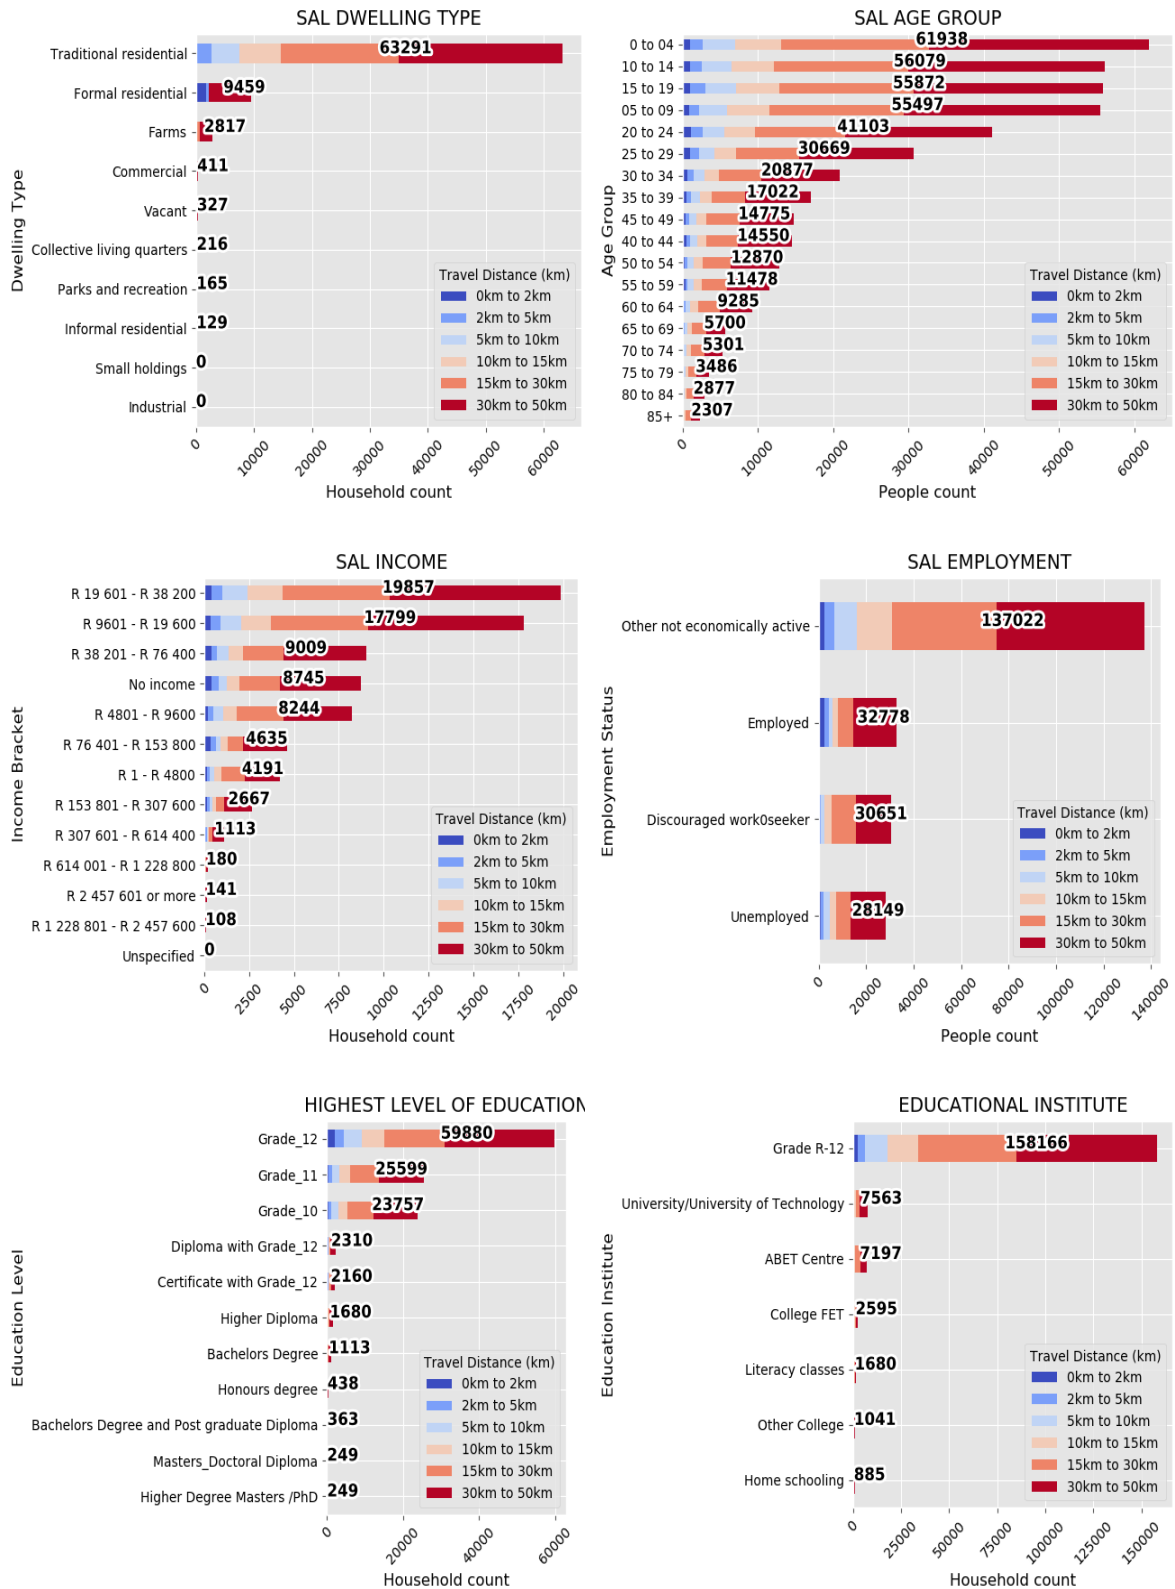 SAL DWELLING TYPE
Dwelling Type
Traditional residential 63291
Formal residential 9459
Farms 2817
Commercial 411
Vacant 327
Collective living quarters 216
Parks and recreation 165
Informal residential 129
Small holdings 0
Industrial 0
Travel Distance (km)
0km to 2km
2km to 5km
5km to 10km
10km to 15km
15km to 30km
30km to 50km
0 10000 20000 30000 40000 50000 60000
Household count
SAL AGE GROUP
Age Group
0 to 04 61938
10 to 14 56079
15 to 19 55872
05 to 09 55497
20 to 24 41103
25 to 29 30669
30 to 34 20877
35 to 39 17022
45 to 49 14775
40 to 44 14550
50 to 54 12870
55 to 59 11478
60 to 64 9285
65 to 69 5700
70 to 74 5301
75 to 79 3486
80 to 84 2877
85+ 2307
Travel Distance (km)
0km to 2km
2km to 5km
5km to 10km
10km to 15km
15km to 30km
30km to 50km
0 10000 20000 30000 40000 50000 60000
People count
SAL INCOME
Income Bracket
R 19 601 - R 38 200 19857
R 9601 - R 19 600 17799
R 38 201 - R 76 400 9009
No income 8745
R 4801 - R 9600 8244
R 76 401 - R 153 800 4635
R 1 - R 4800 4191
R 153 801 - R 307 600 2667
R 307 601 - R 614 400 1113
R 614 001 - R 1 228 800 180
R 2 457 601 or more 141
R 1 228 801 - R 2 457 600 108
Unspecified 0
Travel Distance (km)
0km to 2km
2km to 5km
5km to 10km
10km to 15km
15km to 30km
30km to 50km
0 2500 5000 7500 10000 12500 15000 17500 20000
Household count
SAL EMPLOYMENT
Employment Status
Other not economically active 137022
Employed 32778
Discouraged work0seeker 30651
Unemployed 28149
Travel Distance (km)
0km to 2km
2km to 5km
5km to 10km
10km to 15km
15km to 30km
30km to 50km
0 20000 40000 60000 80000 100000 120000 140000
People count
HIGHEST LEVEL OF EDUCATION
Education Level
Grade_12 59880
Grade_11 25599
Grade_10 23757
Diploma with Grade_12 2310
Certificate with Grade_12 2160
Higher Diploma 1680
Bachelors Degree 1113
Honours degree 438
Bachelors Degree and Post graduate Diploma 363
Masters_Doctoral Diploma 249
Higher Degree Masters /PhD 249
Travel Distance (km)
0km to 2km
2km to 5km
5km to 10km
10km to 15km
15km to 30km
30km to 50km
0 20000 40000 60000
Household count
EDUCATIONAL INSTITUTE
Education Institute
Grade R-12 158166
University/University of Technology 7563
ABET Centre 7197
College FET 2595
Literacy classes 1680
Other College 1041
Home schooling 885
Travel Distance (km)
0km to 2km
2km to 5km
5km to 10km
10km to 15km
15km to 30km
30km to 50km
0 25000 50000 75000 100000 125000 150000
Household count